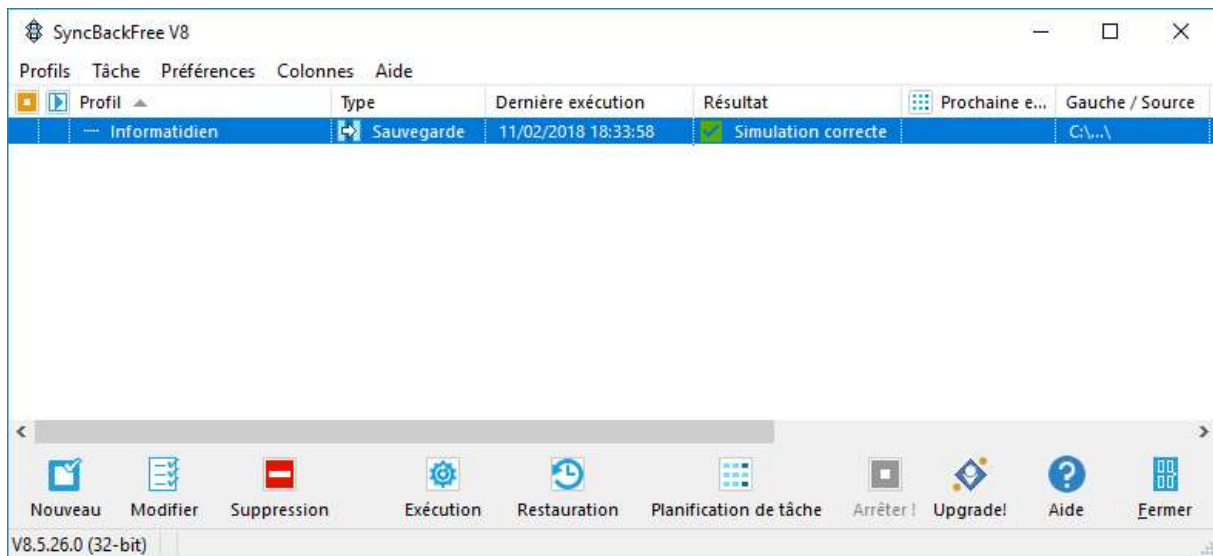 SyncBackFree V8
Profils Tâche Préférences Colonnes Aide
Profil Type Dernière exécution Résultat Prochaine e... Gauche / Source
Informatidien Sauvegarde 11/02/2018 18:33:58 Simulation correcte C:\...\
Nouveau Modifier Suppression Exécution Restauration Planification de tâche Arrêter ! Upgrade! Aide Fermer
V8.5.26.0 (32-bit)